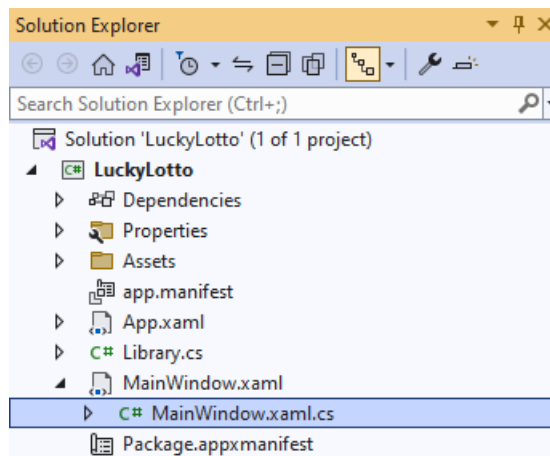 Solution Explorer
Search Solution Explorer (Ctrl+;)
Solution 'LuckyLotto' (1 of 1 project)
C# LuckyLotto
Dependencies
Properties
Assets
app.manifest
App.xaml
C# Library.cs
MainWindow.xaml
C# MainWindow.xaml.cs
Package.appxmanifest